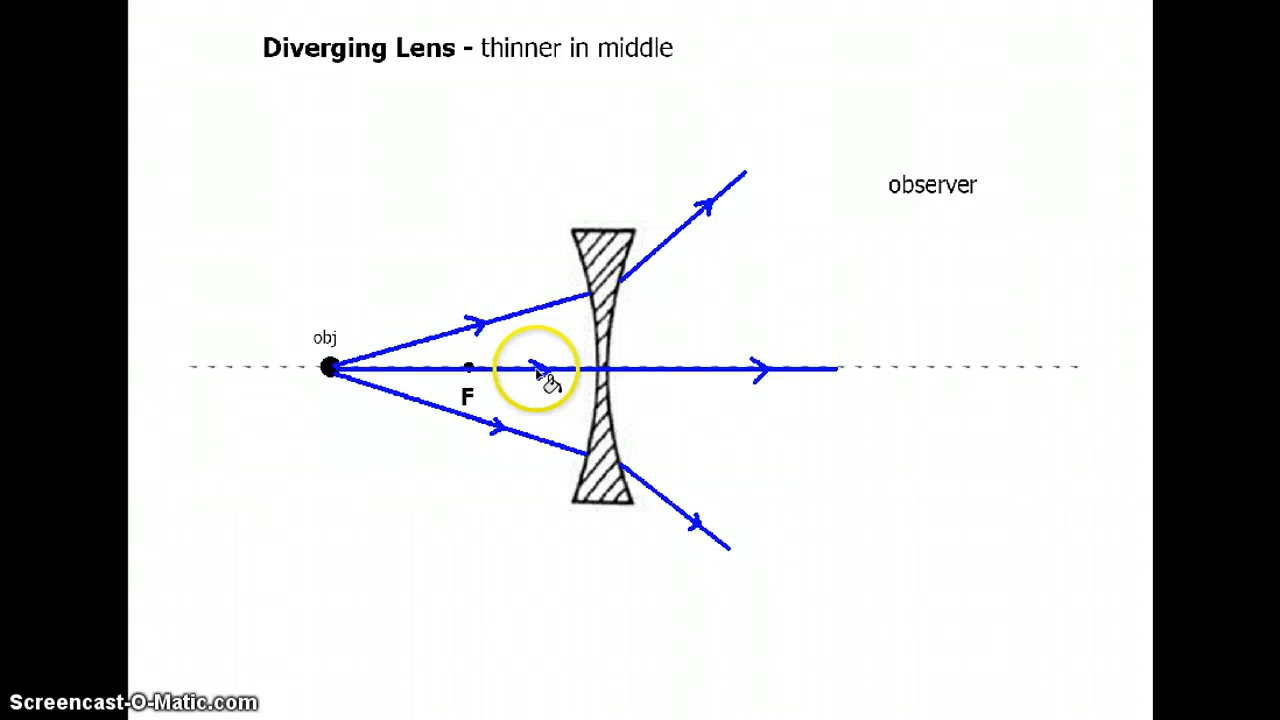 Diverging Lens - thinner in middle
observer
obj
F
Screencast-O-Matic.com